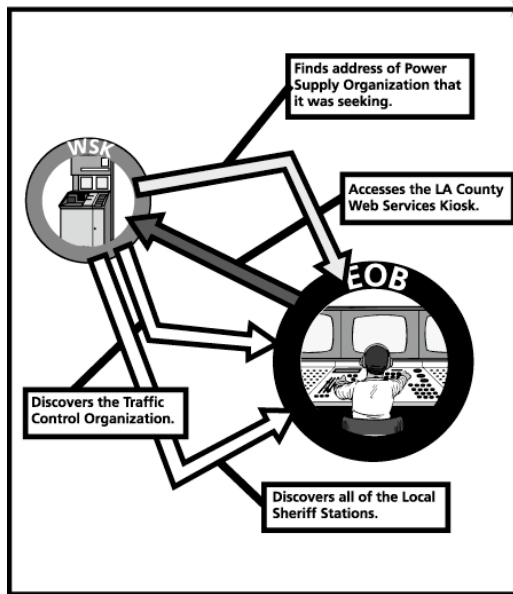 Finds address of Power
Supply Organization that
it was seeking.
WSK
Accesses the LA County
Web Services Kiosk.
EOB
Discovers the Traffic
Control Organization.
Discovers all of the Local
Sheriff Stations.